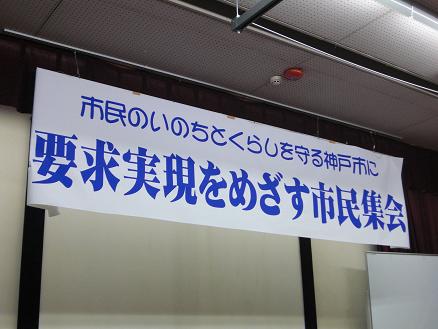 市民のいのちとくらしを守る神戸市に
要求実現をめざす市民集会